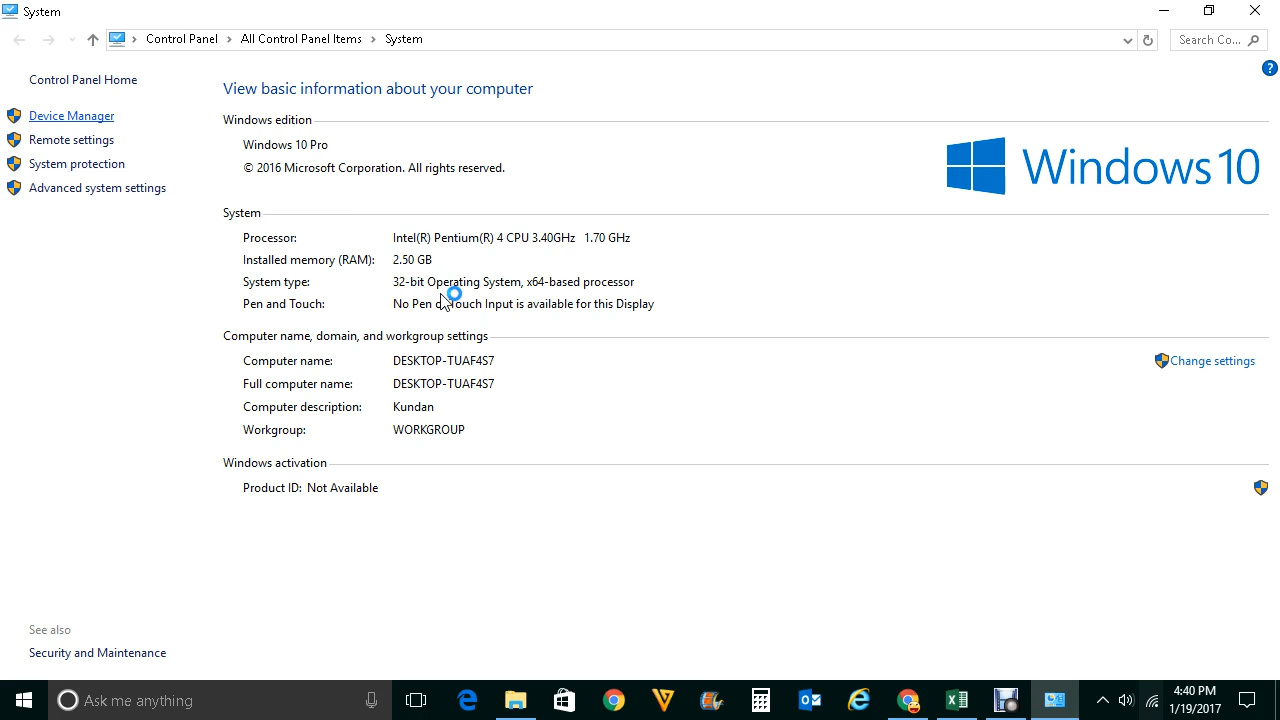 System
Control Panel > All Control Panel Items > System
Search Co...
Control Panel Home
Device Manager
Remote settings
System protection
Advanced system settings
View basic information about your computer
Windows edition
Windows 10 Pro
© 2016 Microsoft Corporation. All rights reserved.
Windows 10
System
Processor: Intel(R) Pentium(R) 4 CPU 3.40GHz 1.70 GHz
Installed memory (RAM): 2.50 GB
System type: 32-bit Operating System, x64-based processor
Pen and Touch: No Pen or Touch Input is available for this Display
Computer name, domain, and workgroup settings
Computer name: DESKTOP-TUAF4S7
Change settings
Full computer name: DESKTOP-TUAF4S7
Computer description: Kundan
Workgroup: WORKGROUP
Windows activation
Product ID: Not Available
See also
Security and Maintenance
Ask me anything
4:40 PM
1/19/2017